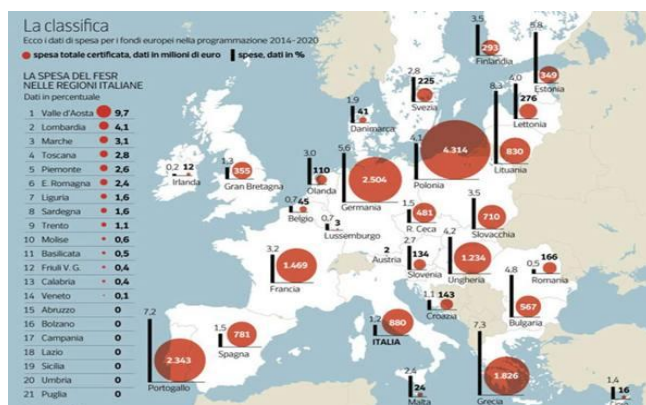 La classifica
Ecco i dati di spesa per i fondi europei nella programmazione 2014-2020
spesa totale certificata, dati in milioni di euro spese, dati in %
LA SPESA DEL FESR
NELLE REGIONI ITALIANE
Dati in percentuale
1 Valle d'Aosta 9,7
2 Lombardia 4,1
3 Marche 3,1
4 Toscana 2,8
5 Piemonte 2,6
6 E. Romagna 2,4
7 Liguria 1,6
8 Sardegna 1,6
9 Trento 1,1
10 Molise 0,6
11 Basilicata 0,5
12 Friuli V. G. 0,4
13 Calabria 0,4
14 Veneto 0,1
15 Abruzzo 0
16 Bolzano 0
17 Campania 0
18 Lazio 0
19 Sicilia 0
20 Umbria 0
21 Puglia 0
3,5 293
Finlandia
349
Estonia
2,8 225
Svezia
4,0 276
Lettonia
1,9 41
Danimarca
8,3 830
Lituania
4,1 4.314
Polonia
0,2 12
Irlanda
1,3 355
Gran Bretagna
3,0 110
Olanda
5,6 2.504
Germania
0,7 45
Belgio
0,7 3
Lussemburgo
1,5 481
R. Ceca
3,5 710
Slovacchia
2
Austria
2,7 134
Slovenia
4,2 1.234
Ungheria
0,5 166
Romania
3,2 1.469
Francia
1,1 143
Croazia
4,8 567
Bulgaria
7,2 2.343
Portogallo
1,5 781
Spagna
1,2 880
ITALIA
7,3 1.826
Grecia
2,4 24
Malta
1,4 16